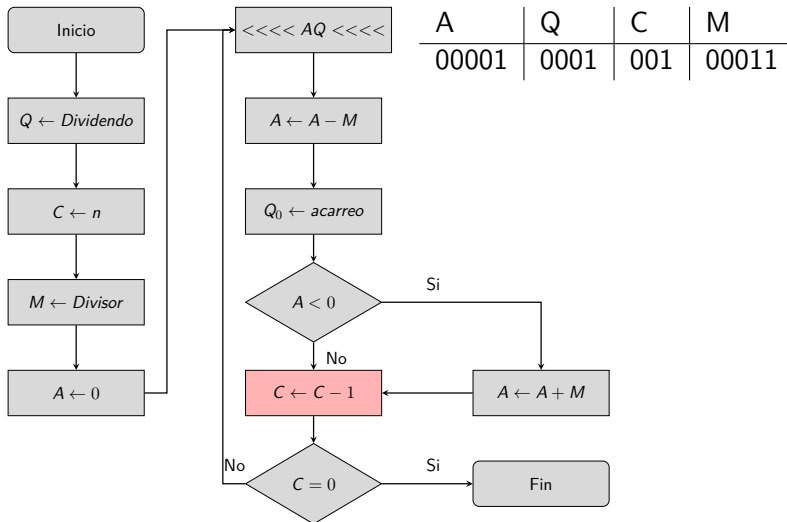 Inicio
Q ← Dividendo
C ← n
M ← Divisor
A ← 0
<<<< AQ <<<<
A ← A − M
Q₀ ← acarreo
A < 0
Si
No
C ← C − 1
A ← A + M
C = 0
No
Si
Fin
A Q C M
00001 0001 001 00011